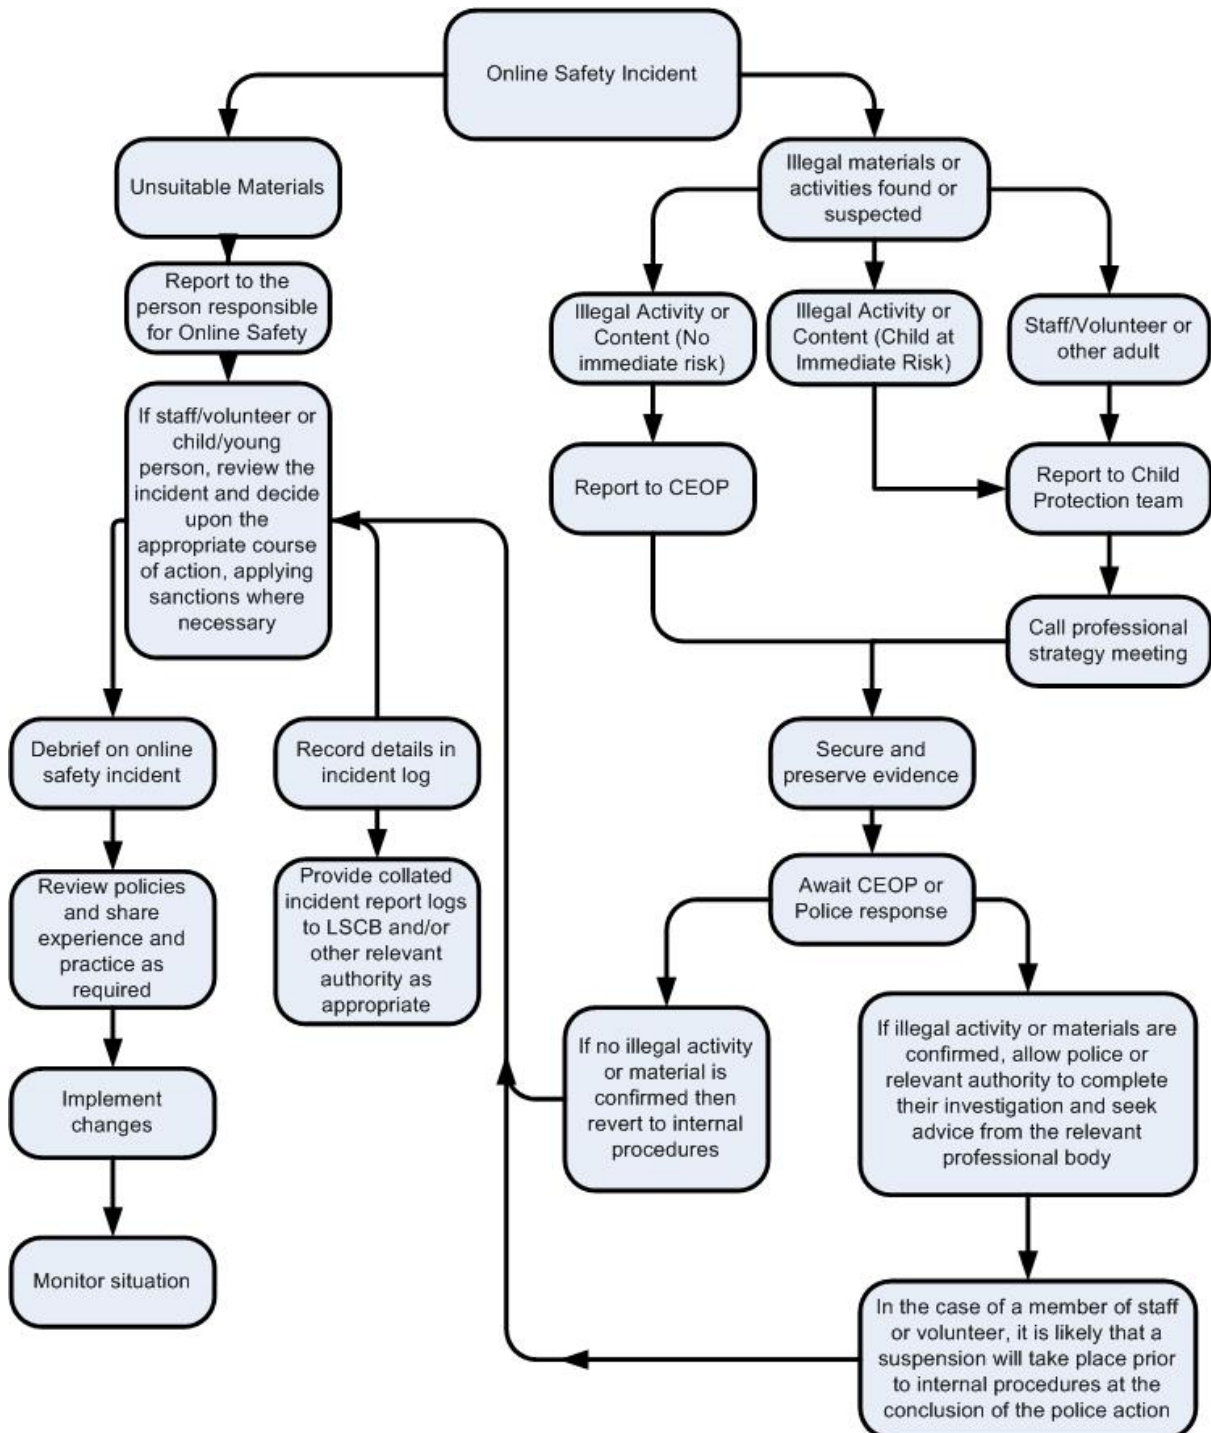 Online Safety Incident
Unsuitable Materials
Illegal materials or
activities found or
suspected
Report to the
person responsible
for Online Safety
Illegal Activity or
Content (No
immediate risk)
Illegal Activity or
Content (Child at
Immediate Risk)
Staff/Volunteer or
other adult
If staff/volunteer or
child/young
person, review the
incident and decide
upon the
appropriate course
of action, applying
sanctions where
necessary
Report to CEOP
Report to Child
Protection team
Call professional
strategy meeting
Debrief on online
safety incident
Record details in
incident log
Secure and
preserve evidence
Review policies
and share
experience and
practice as
required
Provide collated
incident report logs
to LSCB and/or
other relevant
authority as
appropriate
Await CEOP or
Police response
If no illegal activity
or material is
confirmed then
revert to internal
procedures
If illegal activity or materials are
confirmed, allow police or
relevant authority to complete
their investigation and seek
advice from the relevant
professional body
Implement
changes
Monitor situation
In the case of a member of staff
or volunteer, it is likely that a
suspension will take place prior
to internal procedures at the
conclusion of the police action